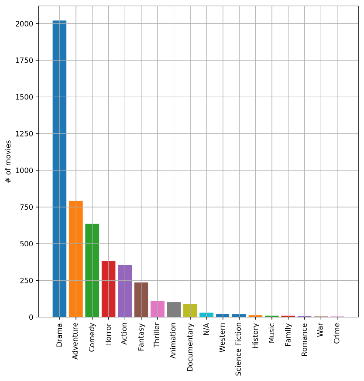 2000
1750
1500
1250
1000
750
500
250
0
# of movies
Drama
Adventure
Comedy
Horror
Action
Fantasy
Thriller
Animation
Documentary
N/A
Western
Science Fiction
History
Music
Family
Romance
War
Crime